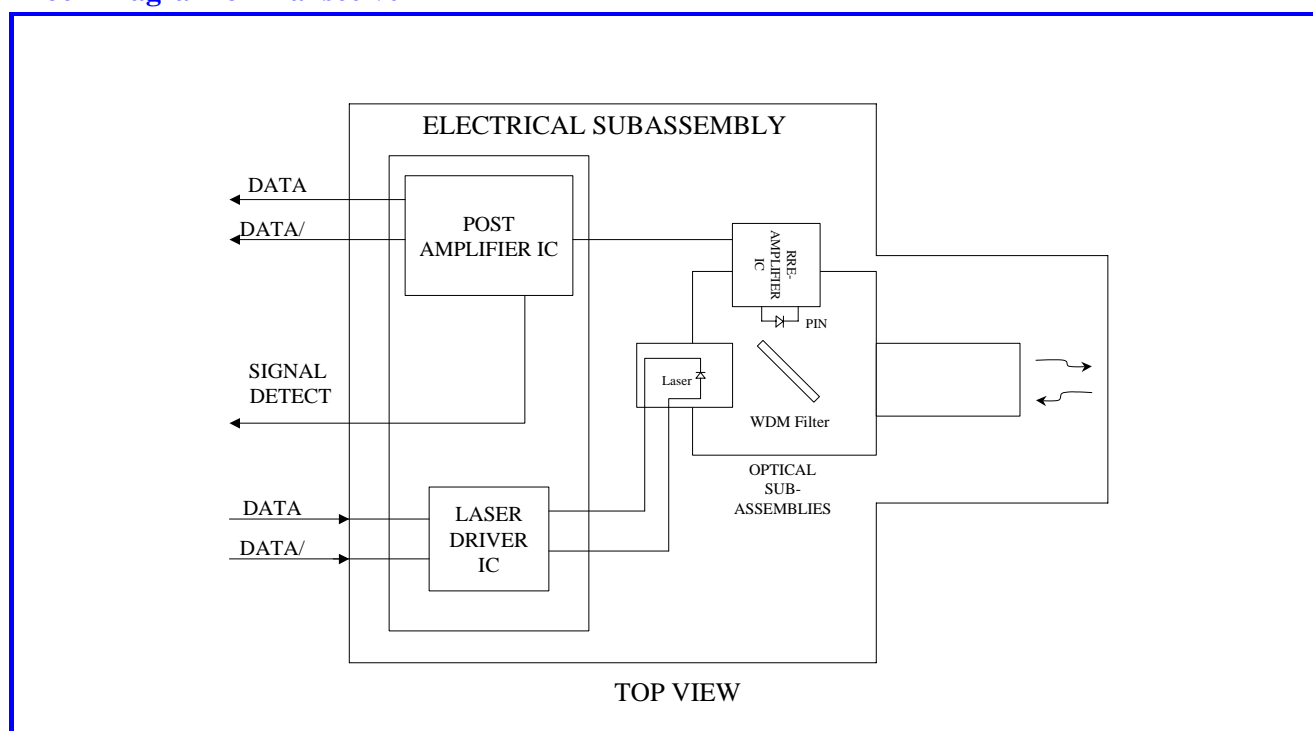 ELECTRICAL SUBASSEMBLY
DATA
DATA/
POST
AMPLIFIER IC
RRE-
AMPLIFIER
IC
PIN
SIGNAL
DETECT
Laser
WDM Filter
OPTICAL
SUB-
ASSEMBLIES
DATA
DATA/
LASER
DRIVER
IC
TOP VIEW